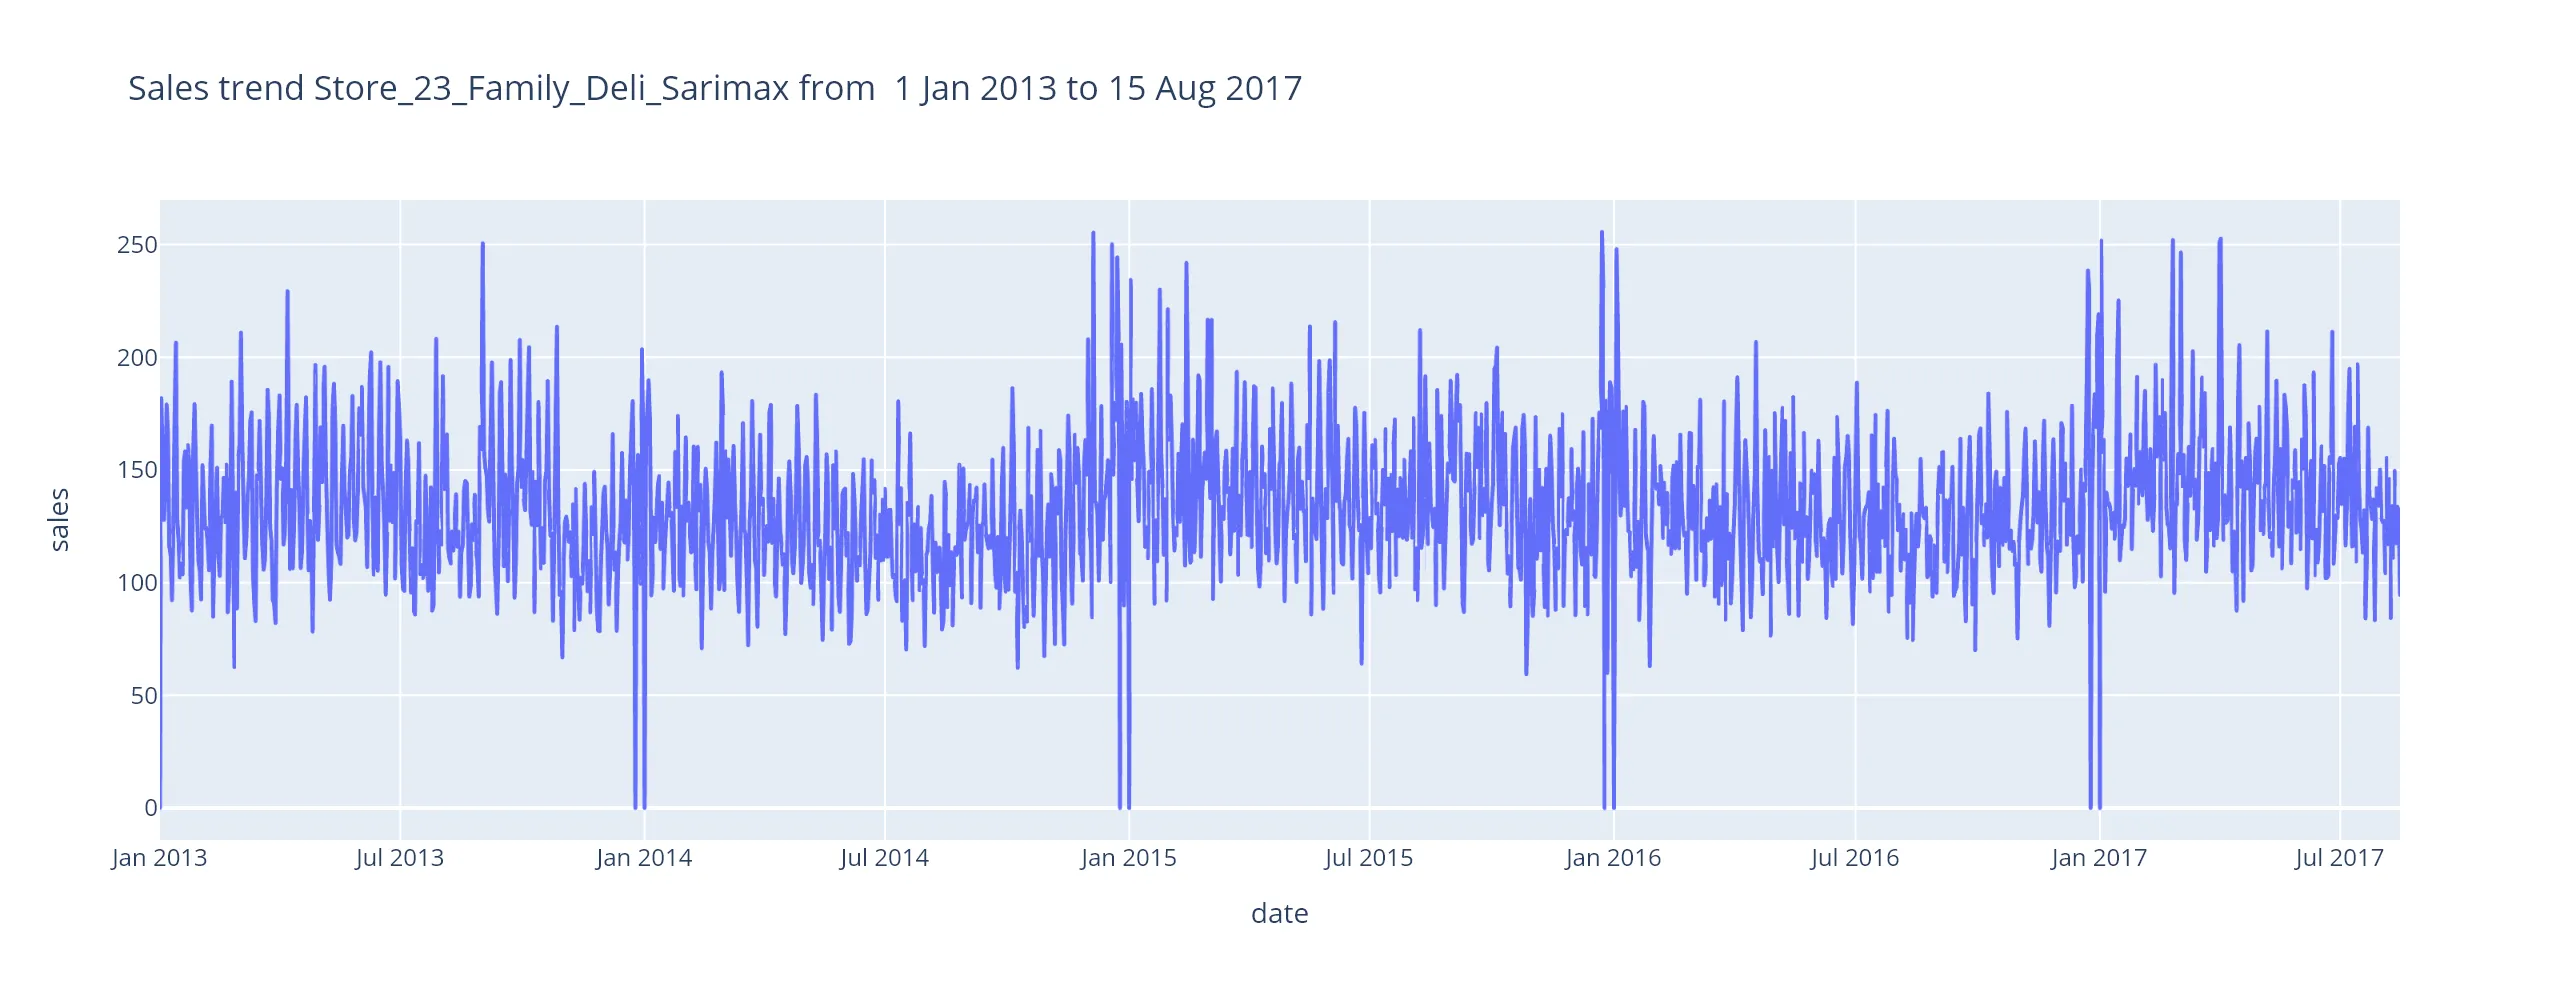 Sales trend Store_23_Family_Deli_Sarimax from  1 Jan 2013 to 15 Aug 2017
250
200
150
100
50
0
sales
Jan 2013 Jul 2013 Jan 2014 Jul 2014 Jan 2015 Jul 2015 Jan 2016 Jul 2016 Jan 2017 Jul 2017
date